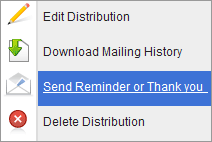 Edit Distribution
Download Mailing History
Send Reminder or Thank you
Delete Distribution